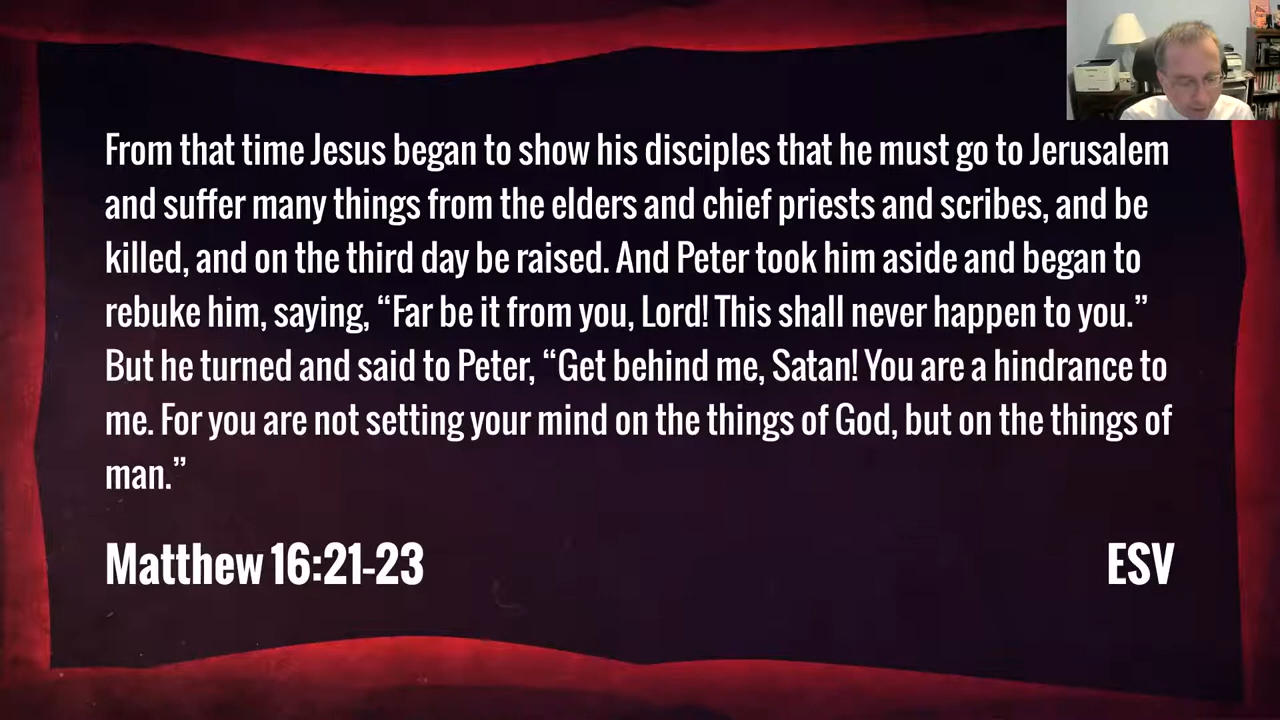 From that time Jesus began to show his disciples that he must go to Jerusalem
and suffer many things from the elders and chief priests and scribes, and be
killed, and on the third day be raised. And Peter took him aside and began to
rebuke him, saying, “Far be it from you, Lord! This shall never happen to you.”
But he turned and said to Peter, “Get behind me, Satan! You are a hindrance to
me. For you are not setting your mind on the things of God, but on the things of
man.”
Matthew 16:21-23
ESV